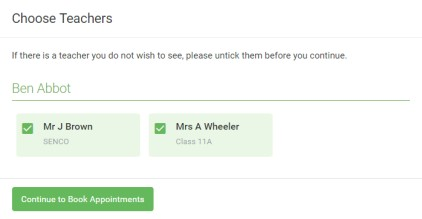 Choose Teachers
If there is a teacher you do not wish to see, please untick them before you continue.
Ben Abbot
Mr J Brown
SENCO
Mrs A Wheeler
Class 11A
Continue to Book Appointments